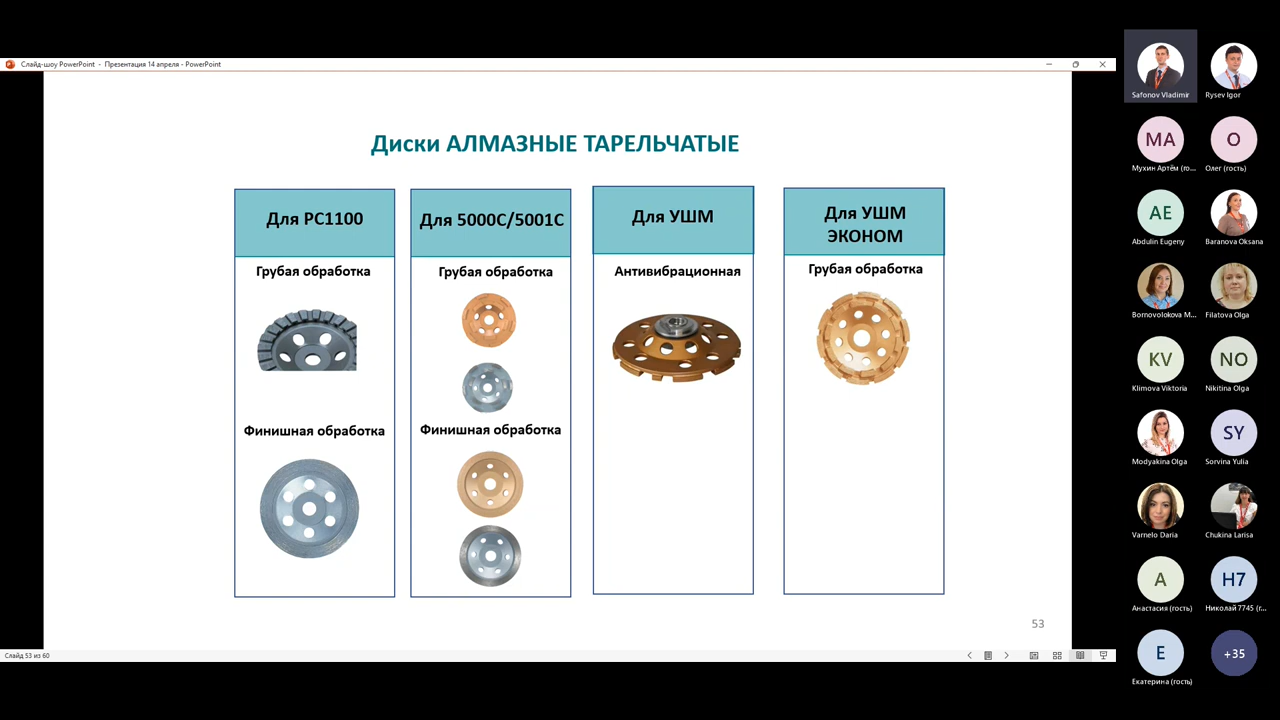 Слайд-шоу PowerPoint - Презентация 14 апреля - PowerPoint
Диски АЛМАЗНЫЕ ТАРЕЛЬЧАТЫЕ
Для PC1100
Грубая обработка
Финишная обработка
Для 5000С/5001С
Грубая обработка
Финишная обработка
Для УШМ
Антивибрационная
Для УШМ
ЭКОНОМ
Грубая обработка
53
Слайд 53 из 60
Safonov Vladimir
Rysev Igor
MA
Мухин Артём (го...
О
Олег (гость)
AE
Abdulin Eugeny
Baranova Oksana
Bornovolokova M...
Filatova Olga
KV
Klimova Viktoria
NO
Nikitina Olga
Modyakina Olga
SY
Sorvina Yulia
Varnelo Daria
Chukina Larisa
А
Анастасия (гость)
Н7
Николай 7745 (г...
Е
Екатерина (гость)
+35